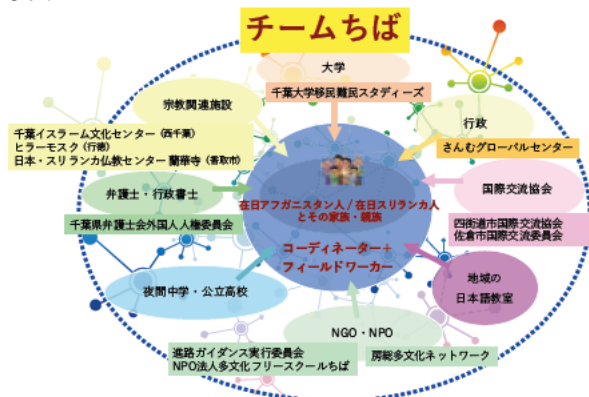 チームちば
大学
千葉大学移民難民スタディーズ
宗教関連施設
千葉イスラーム文化センター(西千葉)
ヒラーモスク(行徳)
日本・スリランカ仏教センター 蘭華寺(香取市)
行政
さんむグローバルセンター
弁護士・行政書士
千葉県弁護士会外国人人権委員会
国際交流協会
四街道市国際交流協会
佐倉市国際交流委員会
在日アフガニスタン人/在日スリランカ人
とその家族・親族
コーディネーター+
フィールドワーカー
夜間中学・公立高校
地域の
日本語教室
NGO・NPO
進路ガイダンス実行委員会
NPO法人多文化フリースクールちば
房総多文化ネットワーク